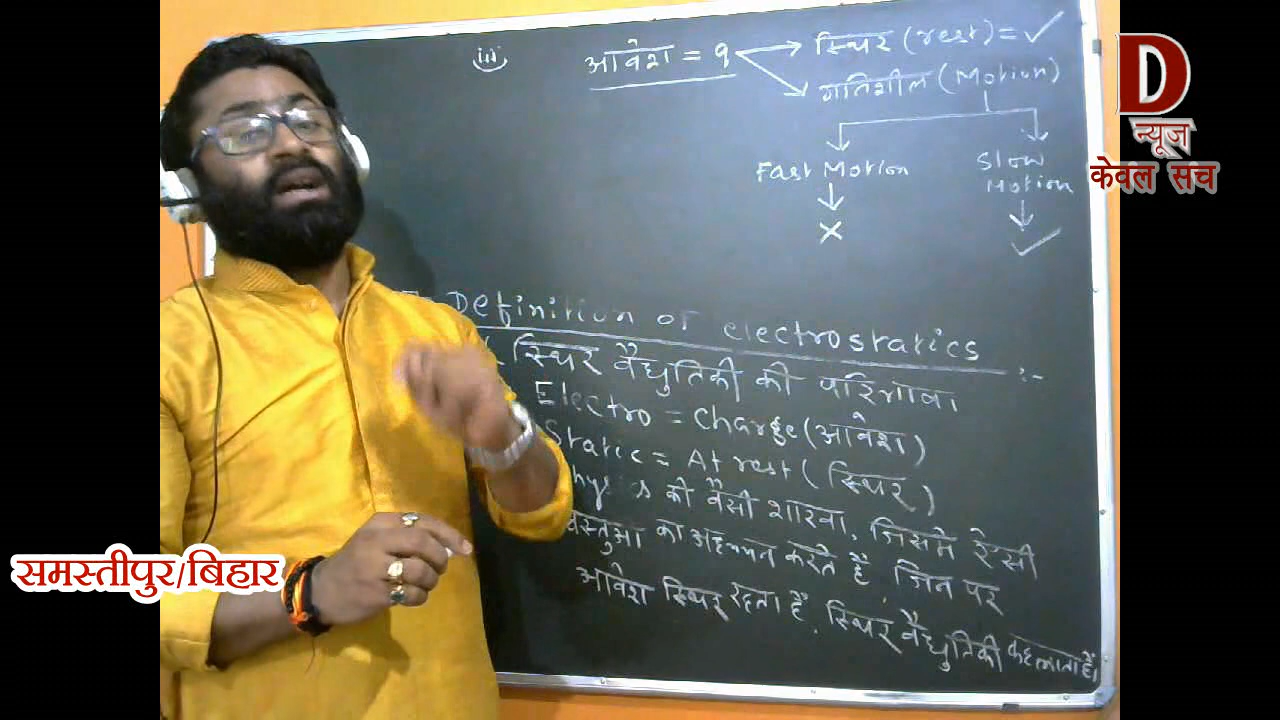 (iii)
आवेश = q
स्थिर (rest) = ✓
गतिशील (Motion)
Fast Motion
Slow
Motion
×
✓
D
न्यूज
केवल सच
Definition of electrostatics
स्थिर वैद्युतिकी की परिभाषा :-
Electro = Charge (आवेश)
Static = At rest ( स्थिर )
की वैसी शाखा, जिसमे ऐसी
का अध्ययन करते हैं, जिन पर
आवेश स्थिर रहता है, स्थिर वैद्युतिकी कहलाता है।
समस्तीपुर/बिहार